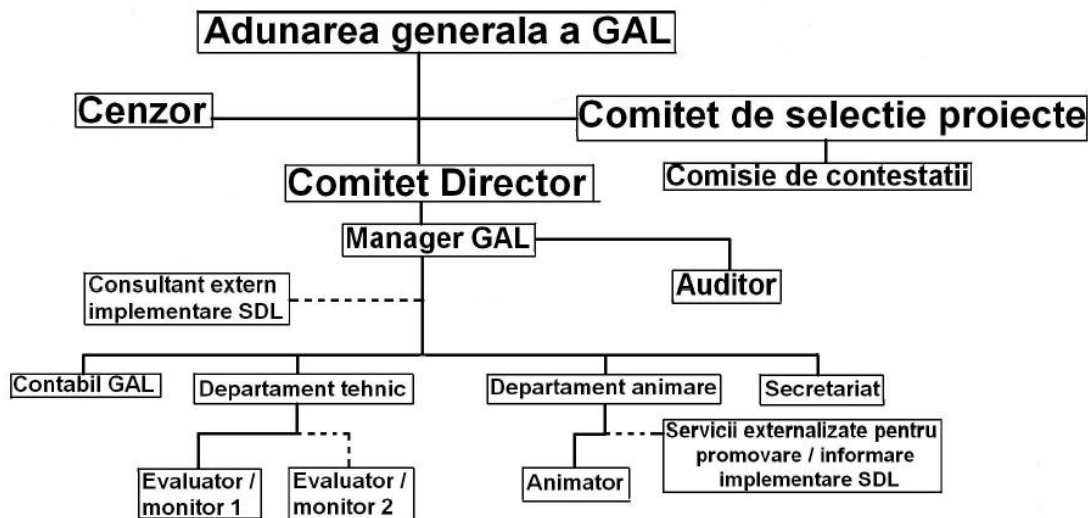 Adunarea generala a GAL
Cenzor
Comitet de selectie proiecte
Comisie de contestatii
Comitet Director
Manager GAL
Auditor
Consultant extern
implementare SDL
Contabil GAL
Departament tehnic
Departament animare
Secretariat
Evaluator /
monitor 1
Evaluator /
monitor 2
Animator
Servicii externalizate pentru
promovare / informare
implementare SDL